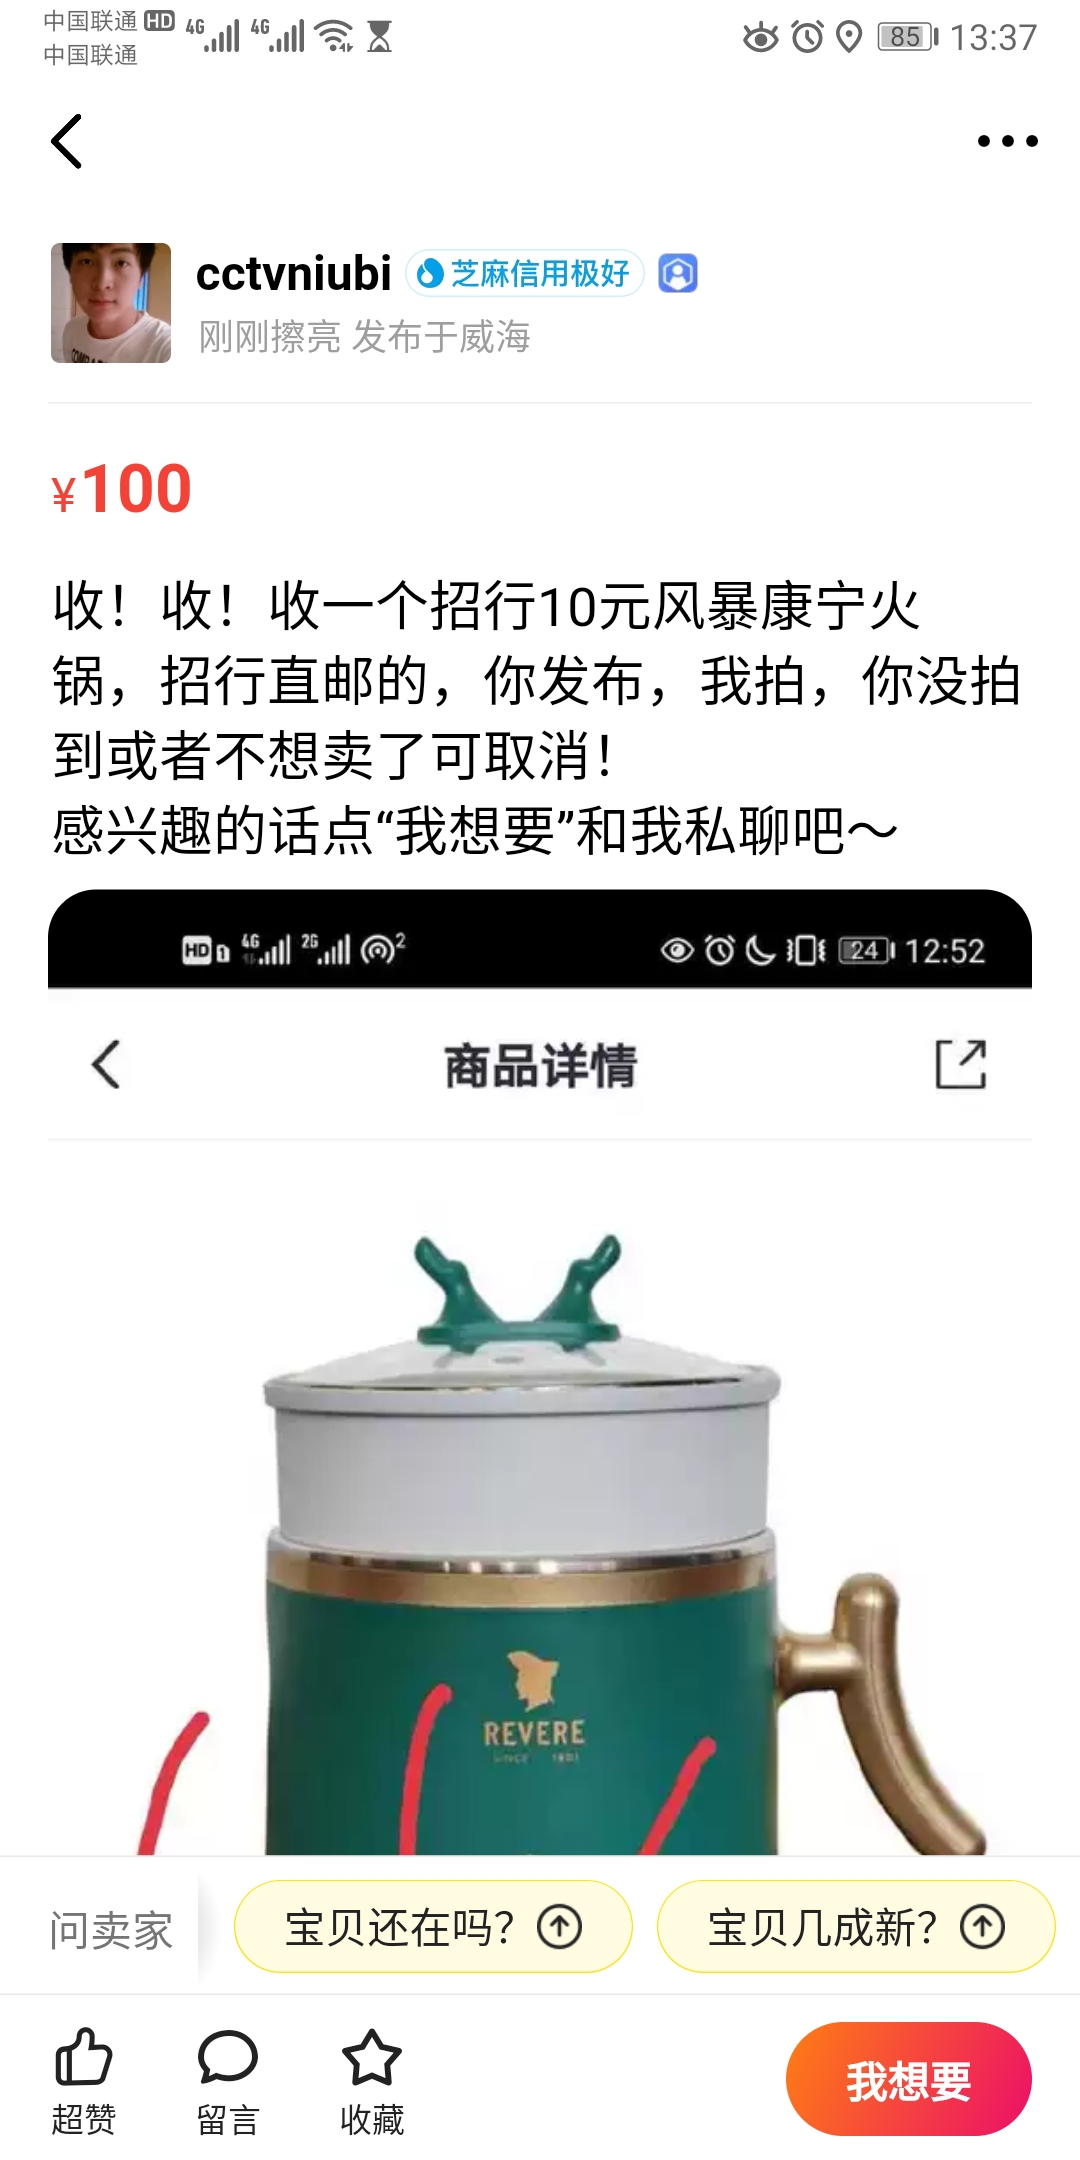 中国联通 HD 4G 4G 85 13:37
中国联通
cctvniubi 芝麻信用极好
刚刚擦亮 发布于威海
¥100
收！收！收一个招行10元风暴康宁火
锅，招行直邮的，你发布，我拍，你没拍
到或者不想卖了可取消！
感兴趣的话点“我想要”和我私聊吧～
HD 1 4G 2G 2 24 12:52
商品详情
REVERE
SINCE 1801
问卖家 宝贝还在吗？ 宝贝几成新？
超赞 留言 收藏 我想要